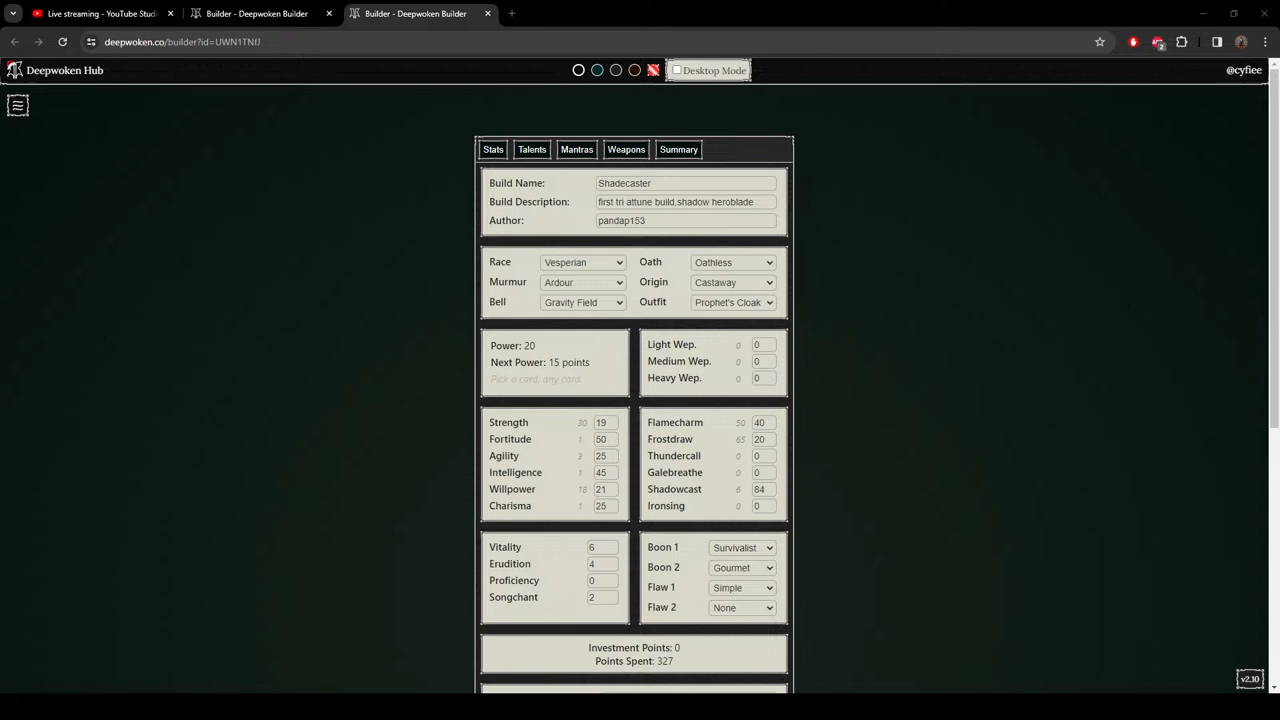 Live streaming - YouTube Studi
Builder - Deepwoken Builder
Builder - Deepwoken Builder
deepwoken.co/builder?id=UWN1TNfJ
2
Deepwoken Hub
Desktop Mode
@cyfiee
Stats Talents Mantras Weapons Summary
Build Name: Shadecaster
Build Description: first tri attune build,shadow heroblade
Author: pandap153
Race Vesperian Oath Oathless
Murmur Ardour Origin Castaway
Bell Gravity Field Outfit Prophet's Cloak
Power: 20
Next Power: 15 points
Pick a card, any card.
Light Wep. 0 0
Medium Wep. 0 0
Heavy Wep. 0 0
Strength 30 19
Fortitude 1 50
Agility 3 25
Intelligence 1 45
Willpower 18 21
Charisma 1 25
Flamecharm 50 40
Frostdraw 65 20
Thundercall 0 0
Galebreathe 0 0
Shadowcast 6 84
Ironsing 0 0
Vitality 6
Erudition 4
Proficiency 0
Songchant 2
Boon 1 Survivalist
Boon 2 Gourmet
Flaw 1 Simple
Flaw 2 None
Investment Points: 0
Points Spent: 327
v2.10